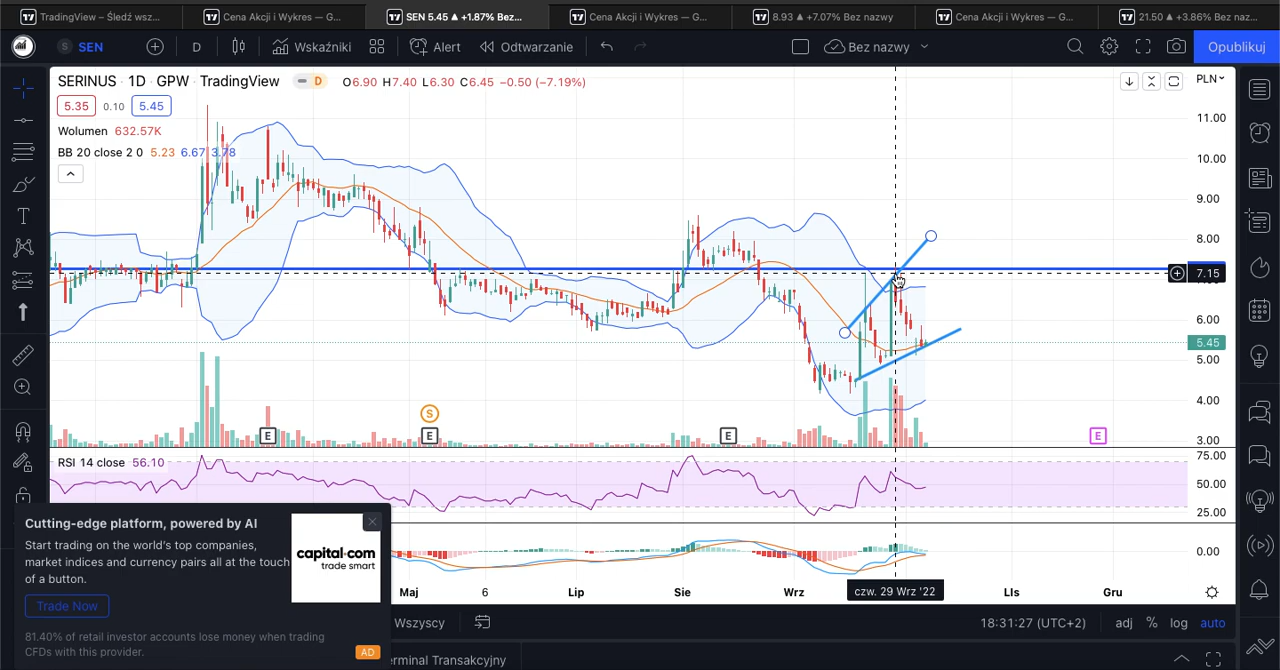 TradingView – Śledź wsz...
Cena Akcji i Wykres — G...
SEN 5.45 ▲ +1.87% Bez...
Cena Akcji i Wykres — G...
8.93 ▲ +7.07% Bez nazwy
Cena Akcji i Wykres — G...
21.50 ▲ +3.86% Bez naz...
S SEN
D
Wskaźniki
Alert
Odtwarzanie
Bez nazwy
Opublikuj
SERINUS · 1D · GPW · TradingView
D
O6.90 H7.40 L6.30 C6.45 −0.50 (−7.19%)
PLN
5.35 0.10 5.45
Wolumen 632.57K
BB 20 close 2 0 5.23 6.67 3.78
11.00
10.00
9.00
8.00
7.15
6.00
5.45
5.00
4.00
3.00
S
E
E
E
E
RSI 14 close 56.10
75.00
50.00
25.00
0.00
Cutting-edge platform, powered by AI
Start trading on the world's top companies,
market indices and currency pairs all at the touch
of a button.
capital.com
trade smart
Trade Now
81.40% of retail investor accounts lose money when trading
CFDs with this provider.
AD
Maj
6
Lip
Sie
Wrz
czw. 29 Wrz '22
LIs
Gru
Wszyscy
18:31:27 (UTC+2)
adj
%
log
auto
erminal Transakcyjny